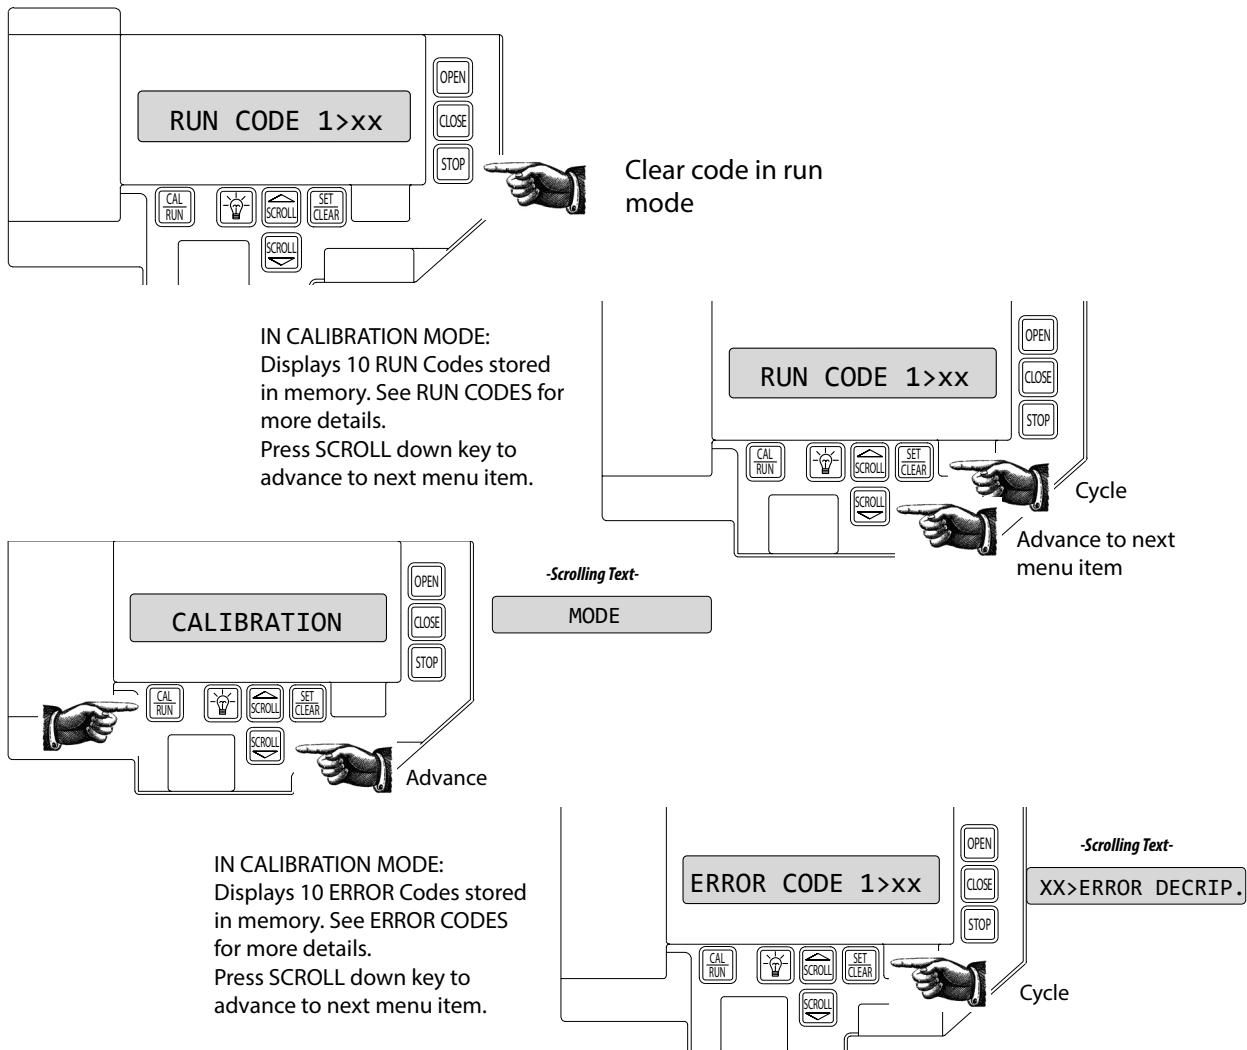 OPEN
RUN CODE 1>xx
CLOSE
STOP
Clear code in run
mode
CAL
RUN
SCROLL
SET
CLEAR
SCROLL
IN CALIBRATION MODE:
Displays 10 RUN Codes stored
in memory. See RUN CODES for
more details.
Press SCROLL down key to
advance to next menu item.
OPEN
RUN CODE 1>xx
CLOSE
STOP
CAL
RUN
SCROLL
SET
CLEAR
Cycle
SCROLL
Advance to next
menu item
OPEN
CALIBRATION
CLOSE
STOP
-Scrolling Text-
MODE
CAL
RUN
SCROLL
SET
CLEAR
SCROLL
Advance
IN CALIBRATION MODE:
Displays 10 ERROR Codes stored
in memory. See ERROR CODES
for more details.
Press SCROLL down key to
advance to next menu item.
OPEN
ERROR CODE 1>xx
CLOSE
STOP
-Scrolling Text-
XX>ERROR DECRIP.
CAL
RUN
SCROLL
SET
CLEAR
Cycle
SCROLL